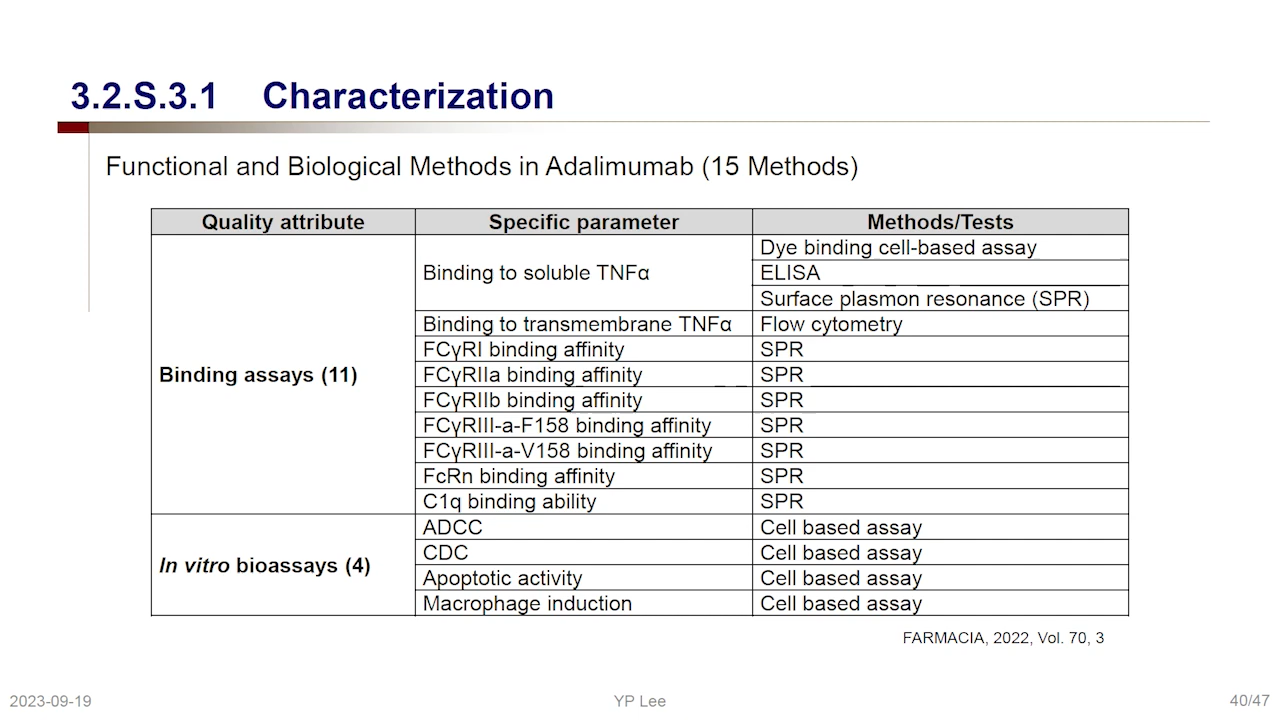 3.2.S.3.1 Characterization
Functional and Biological Methods in Adalimumab (15 Methods)
Quality attribute Specific parameter Methods/Tests
Binding assays (11)
Binding to soluble TNFα
Dye binding cell-based assay
ELISA
Surface plasmon resonance (SPR)
Binding to transmembrane TNFα Flow cytometry
FCγRI binding affinity SPR
FCγRIIa binding affinity SPR
FCγRIIb binding affinity SPR
FCγRIII-a-F158 binding affinity SPR
FCγRIII-a-V158 binding affinity SPR
FcRn binding affinity SPR
C1q binding ability SPR
In vitro bioassays (4)
ADCC Cell based assay
CDC Cell based assay
Apoptotic activity Cell based assay
Macrophage induction Cell based assay
FARMACIA, 2022, Vol. 70, 3
2023-09-19 YP Lee 40/47